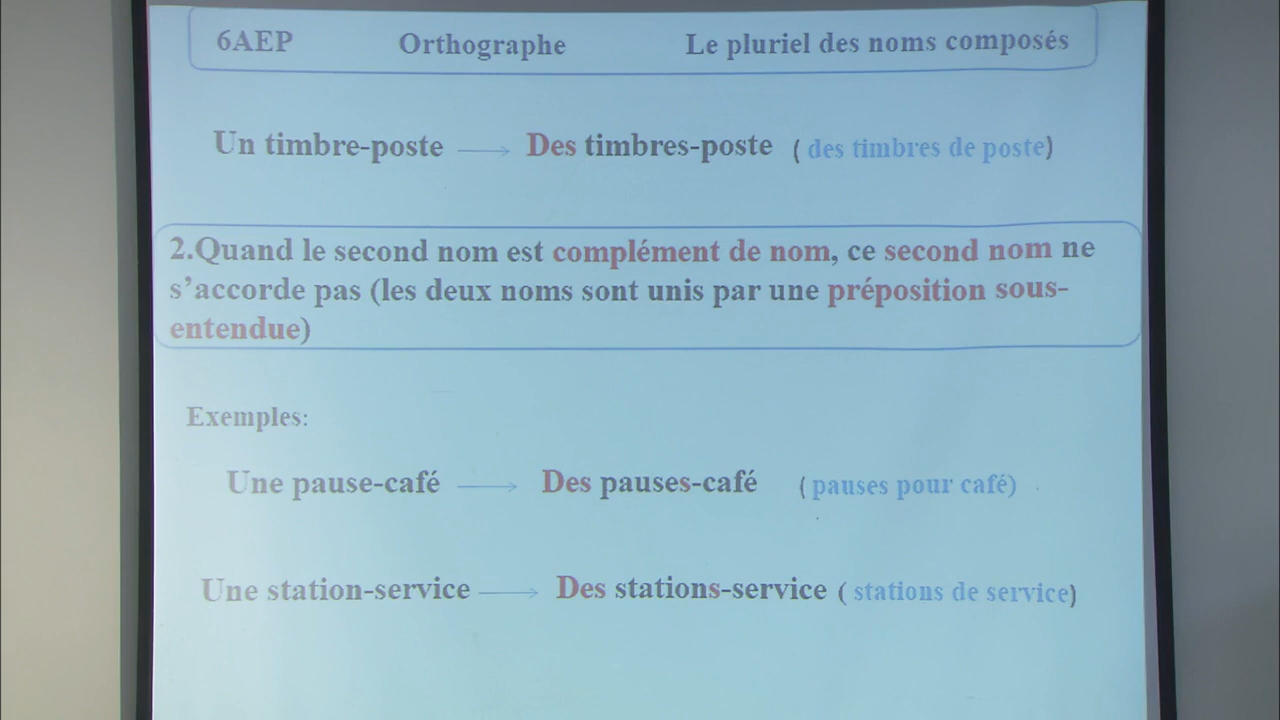 6AEP Orthographe Le pluriel des noms composés
Un timbre-poste → Des timbres-poste ( des timbres de poste)
2.Quand le second nom est complément de nom, ce second nom ne
s’accorde pas (les deux noms sont unis par une préposition sous-
entendue)
Exemples:
Une pause-café → Des pauses-café ( pauses pour café)
Une station-service → Des stations-service ( stations de service)